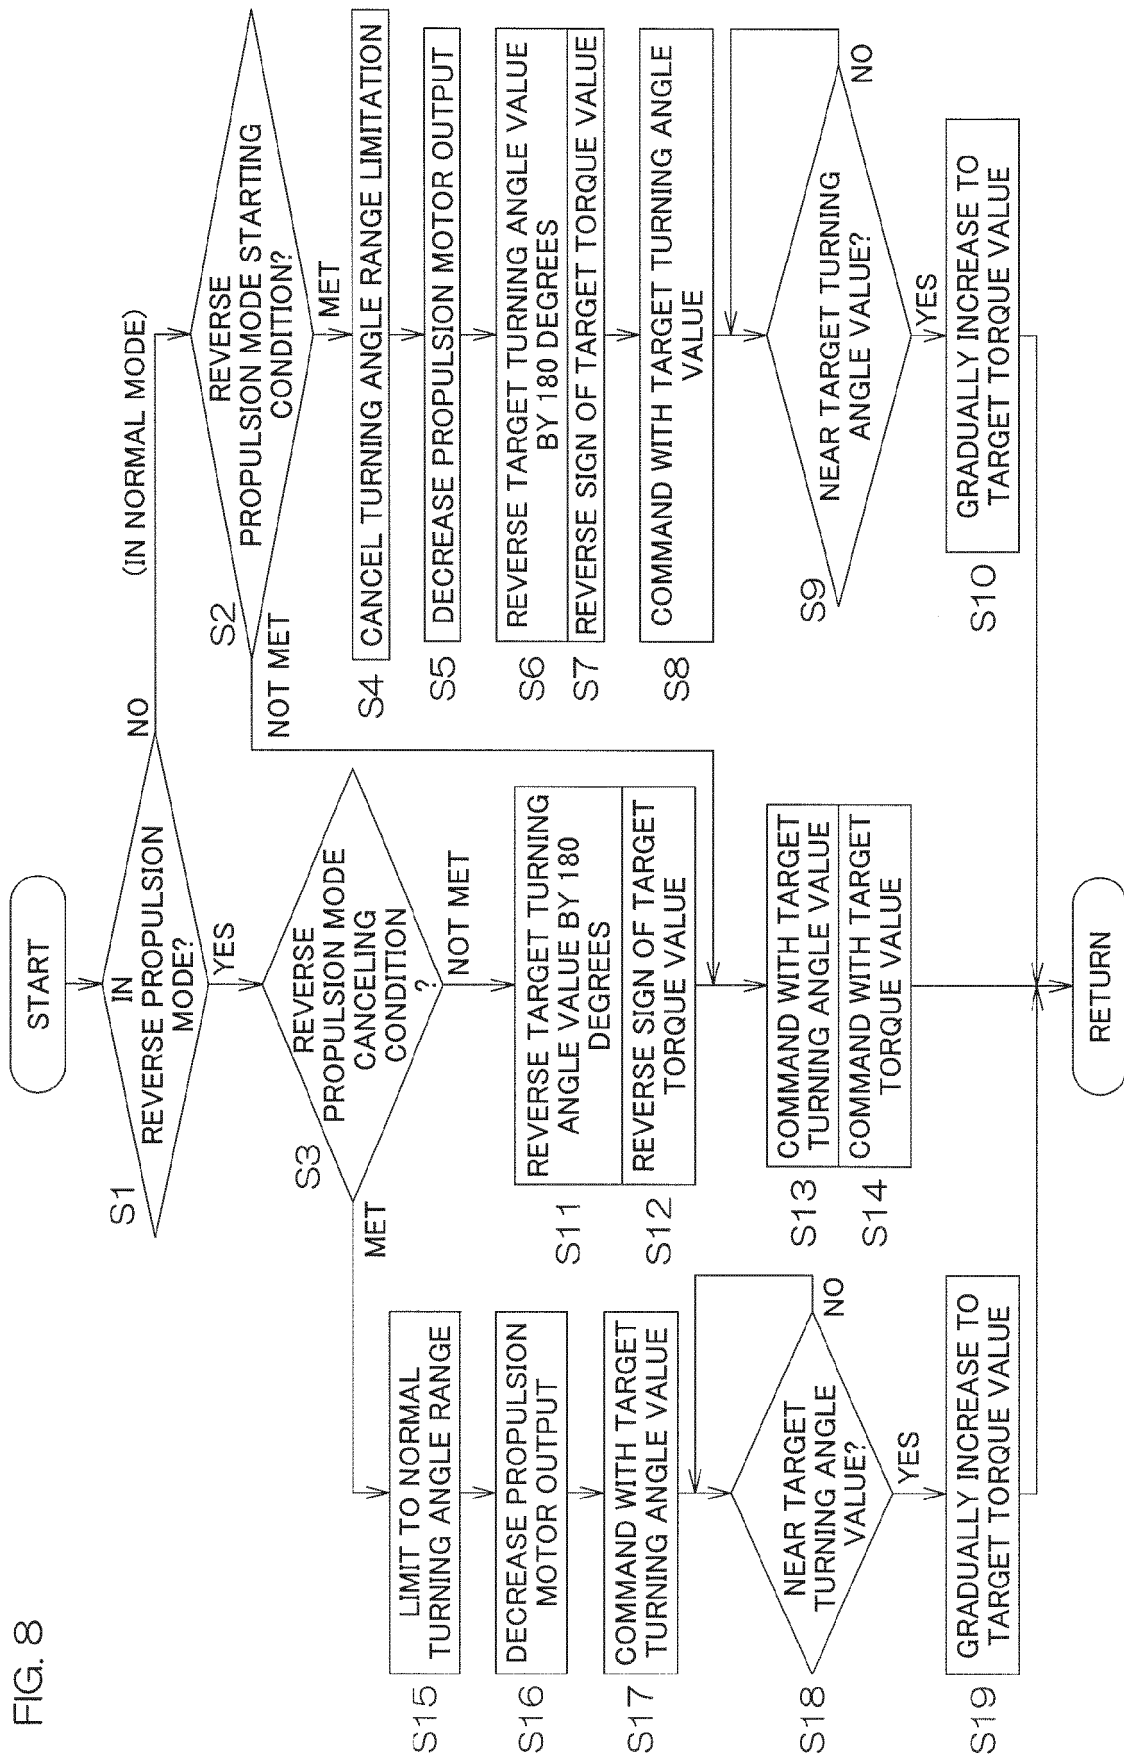 FIG. 8
START
S1
IN
REVERSE PROPULSION
MODE?
NO
(IN NORMAL MODE)
YES
S2
REVERSE
PROPULSION MODE STARTING
CONDITION?
NOT MET
MET
S3
REVERSE
PROPULSION MODE
CANCELING
CONDITION
?
MET
NOT MET
S4
CANCEL TURNING ANGLE RANGE LIMITATION
S5
DECREASE PROPULSION MOTOR OUTPUT
S6
REVERSE TARGET TURNING ANGLE VALUE
BY 180 DEGREES
S7
REVERSE SIGN OF TARGET TORQUE VALUE
S8
COMMAND WITH TARGET TURNING ANGLE
VALUE
S9
NEAR TARGET TURNING
ANGLE VALUE?
NO
YES
S10
GRADUALLY INCREASE TO
TARGET TORQUE VALUE
S11
REVERSE TARGET TURNING
ANGLE VALUE BY 180
DEGREES
S12
REVERSE SIGN OF TARGET
TORQUE VALUE
S13
COMMAND WITH TARGET
TURNING ANGLE VALUE
S14
COMMAND WITH TARGET
TORQUE VALUE
S15
LIMIT TO NORMAL
TURNING ANGLE RANGE
S16
DECREASE PROPULSION
MOTOR OUTPUT
S17
COMMAND WITH TARGET
TURNING ANGLE VALUE
S18
NEAR TARGET
TURNING ANGLE
VALUE?
NO
YES
S19
GRADUALLY INCREASE TO
TARGET TORQUE VALUE
RETURN